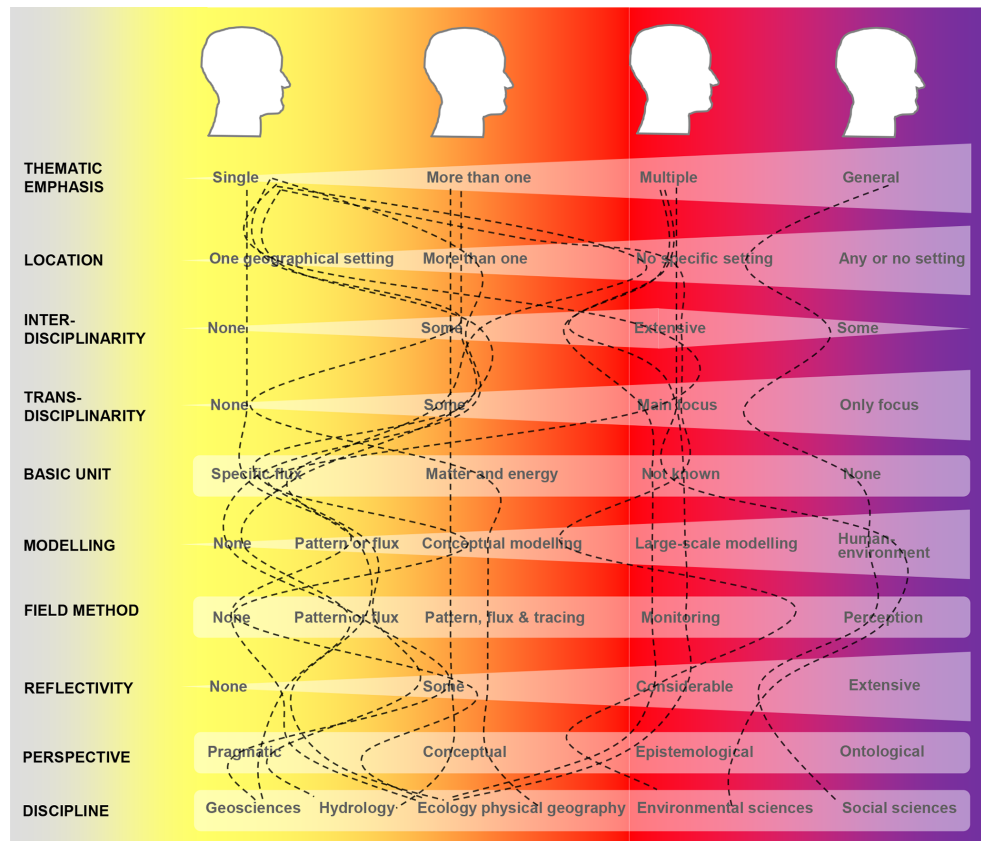 THEMATIC
EMPHASIS
Single More than one Multiple General
LOCATION
One geographical setting More than one No specific setting Any or no setting
INTER-
DISCIPLINARITY
None Some Extensive Some
TRANS-
DISCIPLINARITY
None Some Main focus Only focus
BASIC UNIT
Specific flux Matter and energy Not known None
MODELLING
None Pattern or flux Conceptual modelling Large-scale modelling Human-
environment
FIELD METHOD
None Pattern or flux Pattern, flux & tracing Monitoring Perception
REFLECTIVITY
None Some Considerable Extensive
PERSPECTIVE
Pragmatic Conceptual Epistemological Ontological
DISCIPLINE
Geosciences Hydrology Ecology physical geography Environmental sciences Social sciences